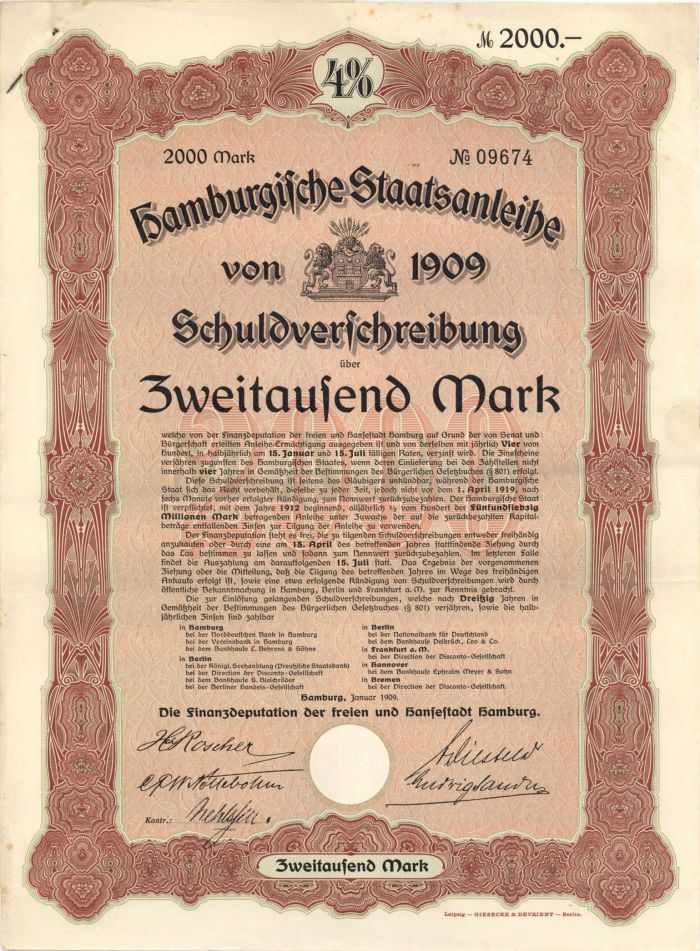 ℳ 2000.—
4%
2000 Mark
№ 09674
Hamburgische Staatsanleihe
von 1909
Schuldverschreibung
über
Zweitausend Mark
welche von der Finanzdeputation der freien und Hansestadt Hamburg auf Grund der von Senat und
Bürgerschaft erteilten Anleihe-Ermächtigung ausgegeben ist und von derselben mit jährlich Vier vom
Hundert, in halbjährlich am 15. Januar und 15. Juli fälligen Raten, verzinst wird. Die Zinsscheine
verjähren zugunsten des Hamburgischen Staates, wenn deren Einlieferung bei den Zahlstellen nicht
innerhalb vier Jahren in Gemäßheit der Bestimmungen des Bürgerlichen Gesetzbuches (§ 801) erfolgt.
Diese Schuldverschreibung ist seitens des Gläubigers unkündbar, während der Hamburgische
Staat sich das Recht vorbehält, dieselbe zu jeder Zeit, jedoch nicht vor dem 1. April 1919, nach
sechs Monate vorher erfolgter Kündigung, zum Nennwert zurückzubezahlen. Der Hamburgische Staat
ist verpflichtet, mit dem Jahre 1912 beginnend, alljährlich ½ vom Hundert der Fünfundsiebzig
Millionen Mark betragenden Anleihe unter Zuwachs der auf die zurückbezahlten Kapital-
beträge entfallenden Zinsen zur Tilgung der Anleihe zu verwenden.
Der Finanzdeputation steht es frei, die zu tilgenden Schuldverschreibungen entweder freihändig
anzukaufen oder durch eine am 15. April des betreffenden Jahres stattfindende Ziehung durch
das Los bestimmen zu lassen und sodann zum Nennwert zurückzubezahlen. Im letzteren Falle
findet die Auszahlung am darauffolgenden 15. Juli statt. Das Ergebnis der vorgenommenen
Ziehung oder die Mitteilung, daß die Tilgung des betreffenden Jahres im Wege des freihändigen
Ankaufs erfolgt ist, sowie eine etwa erfolgende Kündigung von Schuldverschreibungen wird durch
öffentliche Bekanntmachung in Hamburg, Berlin und Frankfurt a. M. zur Kenntnis gebracht.
Die zur Einlösung gelangenden Schuldverschreibungen, welche nach Dreißig Jahren in
Gemäßheit der Bestimmungen des Bürgerlichen Gesetzbuches (§ 801) verjähren, sowie die halb-
jährlichen Zinsen sind zahlbar
in Hamburg
bei der Norddeutschen Bank in Hamburg
bei der Vereinsbank in Hamburg
bei dem Bankhause L. Behrens & Söhne
in Berlin
bei der Königl. Seehandlung (Preußische Staatsbank)
bei der Direction der Disconto-Gesellschaft
bei dem Bankhause S. Bleichröder
bei der Berliner Handels-Gesellschaft
in Berlin
bei der Nationalbank für Deutschland
bei dem Bankhause Delbrück, Leo & Co.
in Frankfurt a. M.
bei der Direction der Disconto-Gesellschaft
in Hannover
bei dem Bankhause Ephraim Meyer & Sohn
in Bremen
bei der Direction der Disconto-Gesellschaft.
Hamburg, Januar 1909.
Die Finanzdeputation der freien und Hansestadt Hamburg.
H Roscher
Kontr.:
Zweitausend Mark
Leipzig — GIESECKE & DEVRIENT — Berlin.